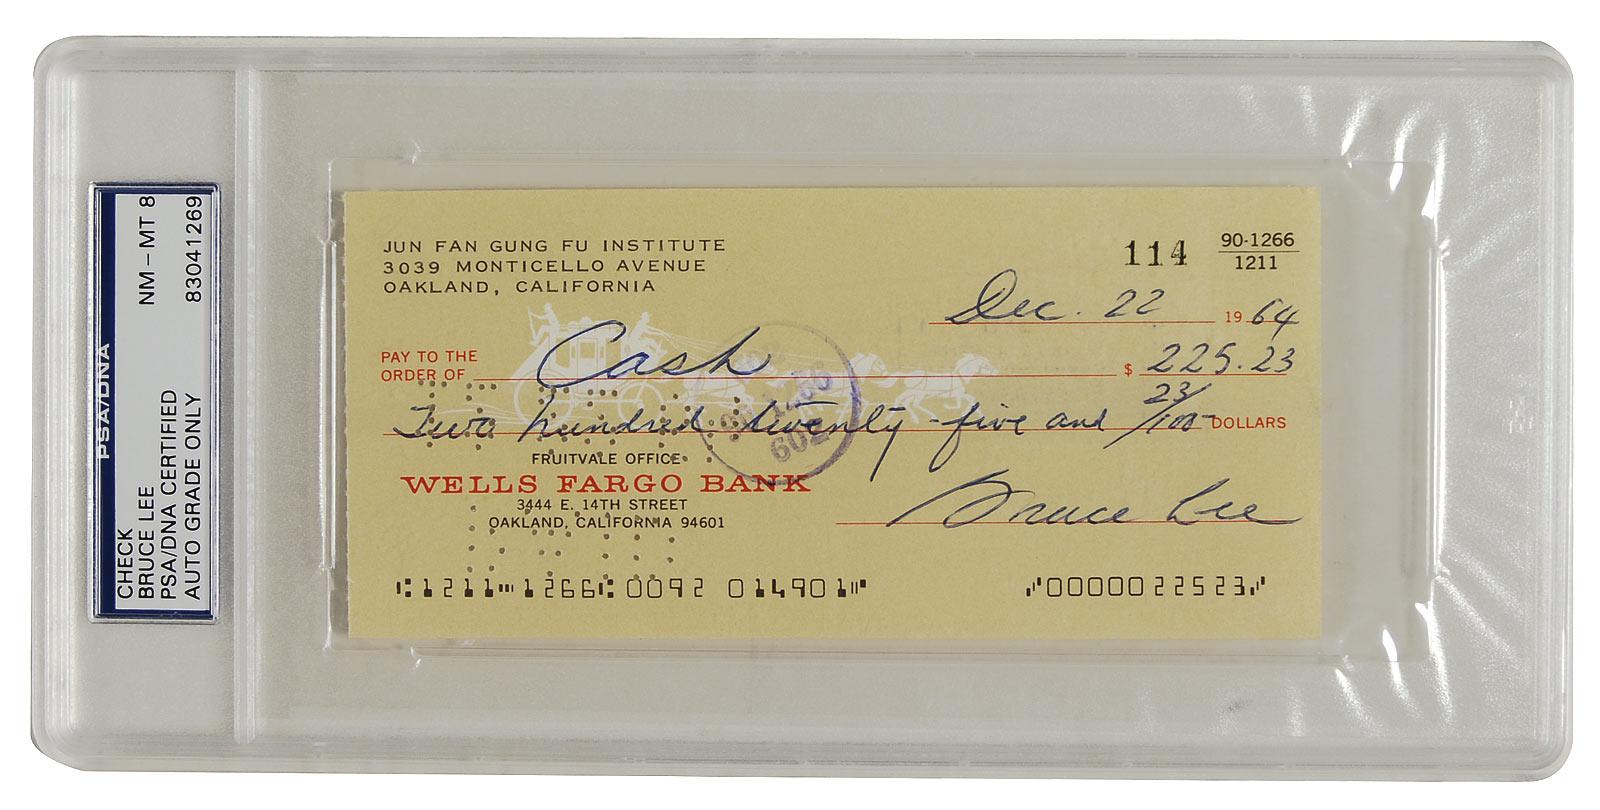 PSA/DNA
CHECK
BRUCE LEE
PSA/DNA CERTIFIED
AUTO GRADE ONLY
NM - MT 8
83041269
JUN FAN GUNG FU INSTITUTE
3039 MONTICELLO AVENUE
OAKLAND, CALIFORNIA
114
90-1266
1211
Dec. 22 1964
PAY TO THE
ORDER OF Cash $ 225.23
Two hundred twenty-five and 23/100 DOLLARS
602
FRUITVALE OFFICE
WELLS FARGO BANK
3444 E. 14TH STREET
OAKLAND, CALIFORNIA 94601
Bruce Lee
⑆1211⑉1266⑆0092 014901⑈ ⑇0000022523⑇